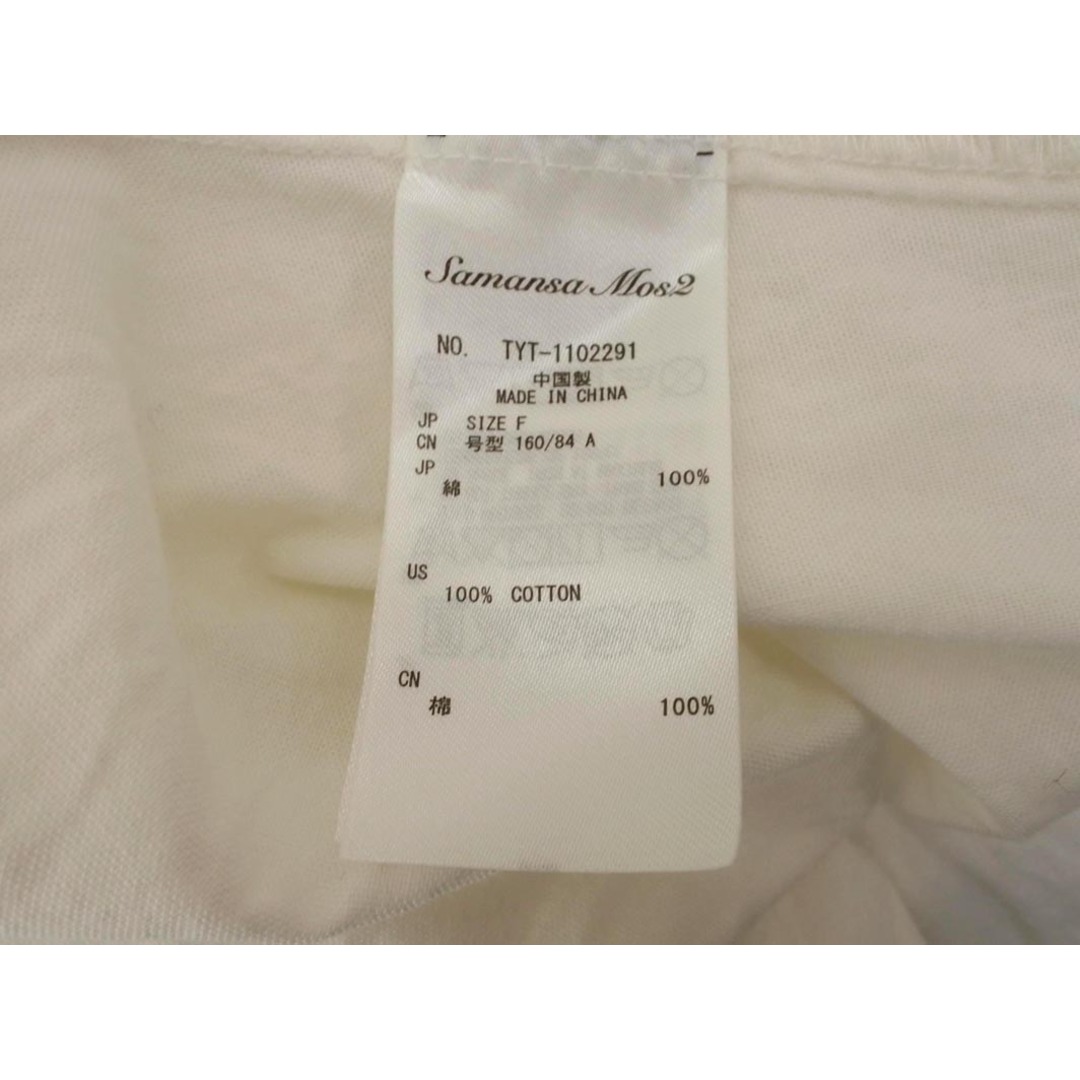 Samansa Mos2
NO. TYT-1102291
中国製
MADE IN CHINA
JP SIZE F
CN 号型 160/84 A
JP
綿 100%
US
100% COTTON
CN
棉 100%